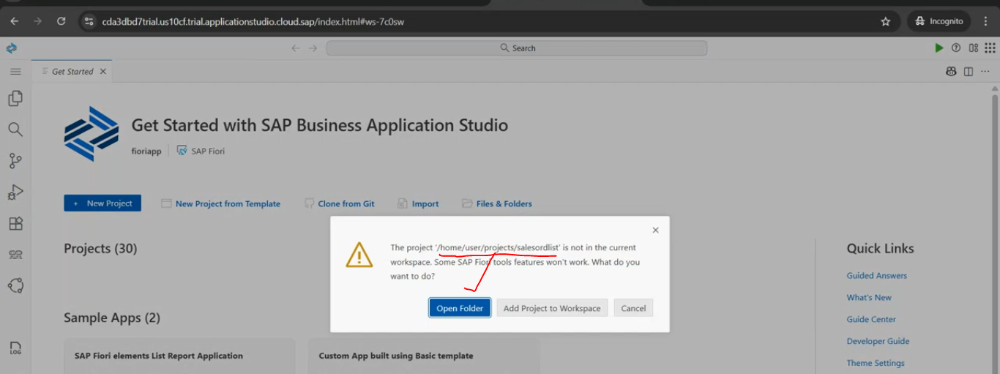 cda3dbd7trial.us10cf.trial.applicationstudio.cloud.sap/index.html#ws-7c0sw
Incognito
Search
Get Started
Get Started with SAP Business Application Studio
fioriapp
SAP Fiori
+ New Project
New Project from Template
Clone from Git
Import
Files & Folders
The project '/home/user/projects/salesordlist' is not in the current
workspace. Some SAP Fiori tools features won't work. What do you
want to do?
Open Folder
Add Project to Workspace
Cancel
Projects (30)
Sample Apps (2)
SAP Fiori elements List Report Application
Custom App built using Basic template
Quick Links
Guided Answers
What's New
Guide Center
Developer Guide
Theme Settings
LOG